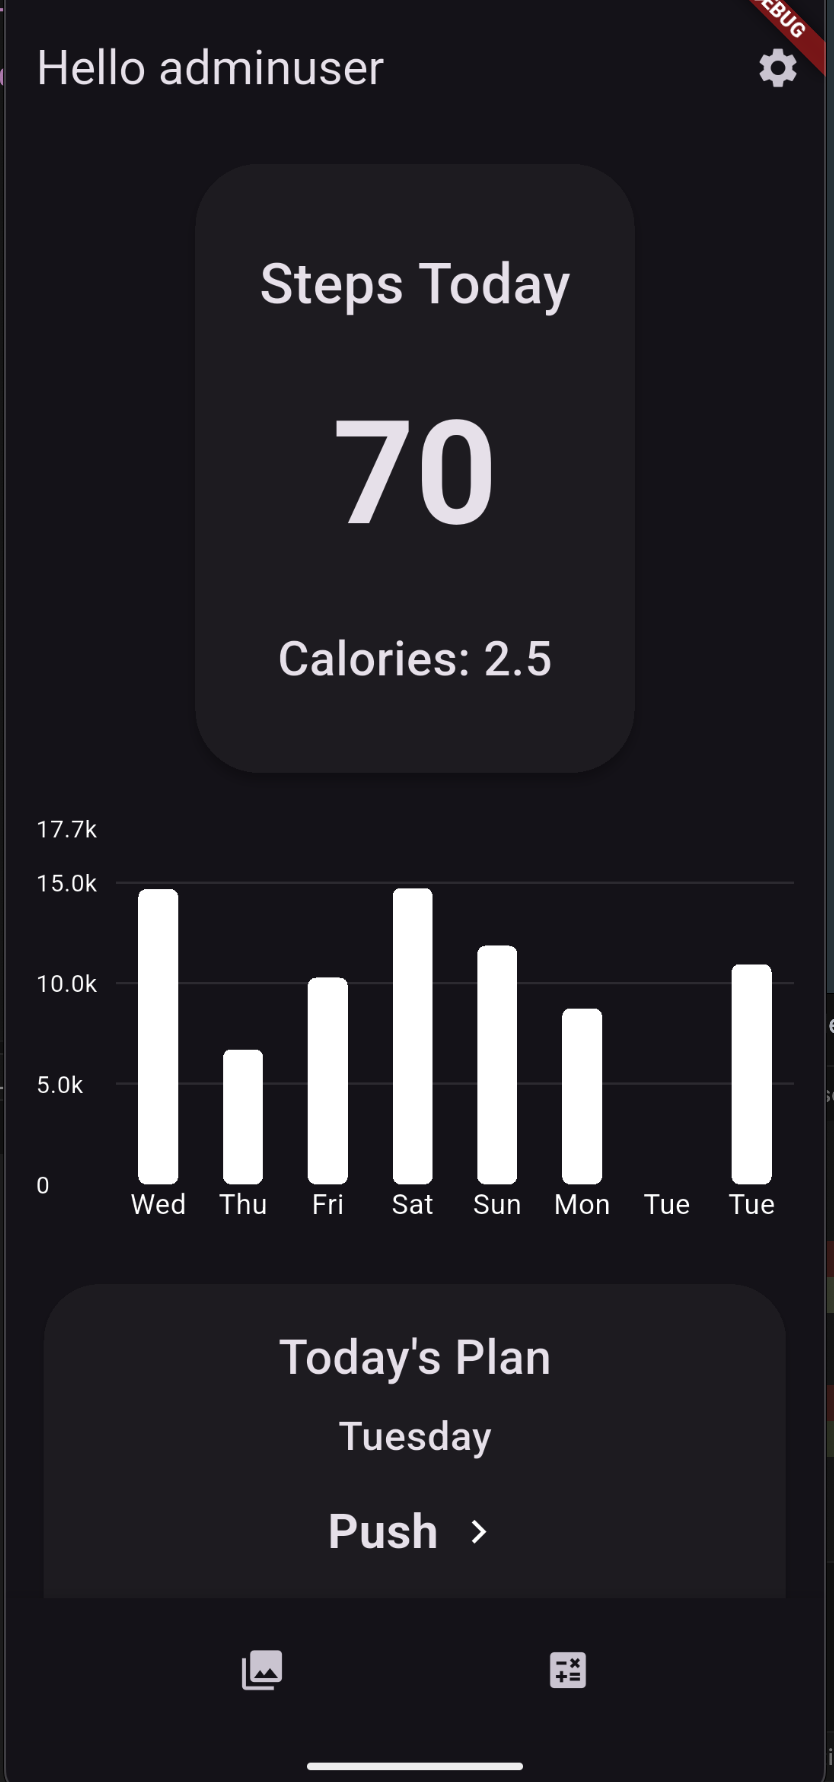 EBUG
Hello adminuser
Steps Today
70
Calories: 2.5
17.7k
15.0k
10.0k
5.0k
0
Wed Thu Fri Sat Sun Mon Tue Tue
Today's Plan
Tuesday
Push